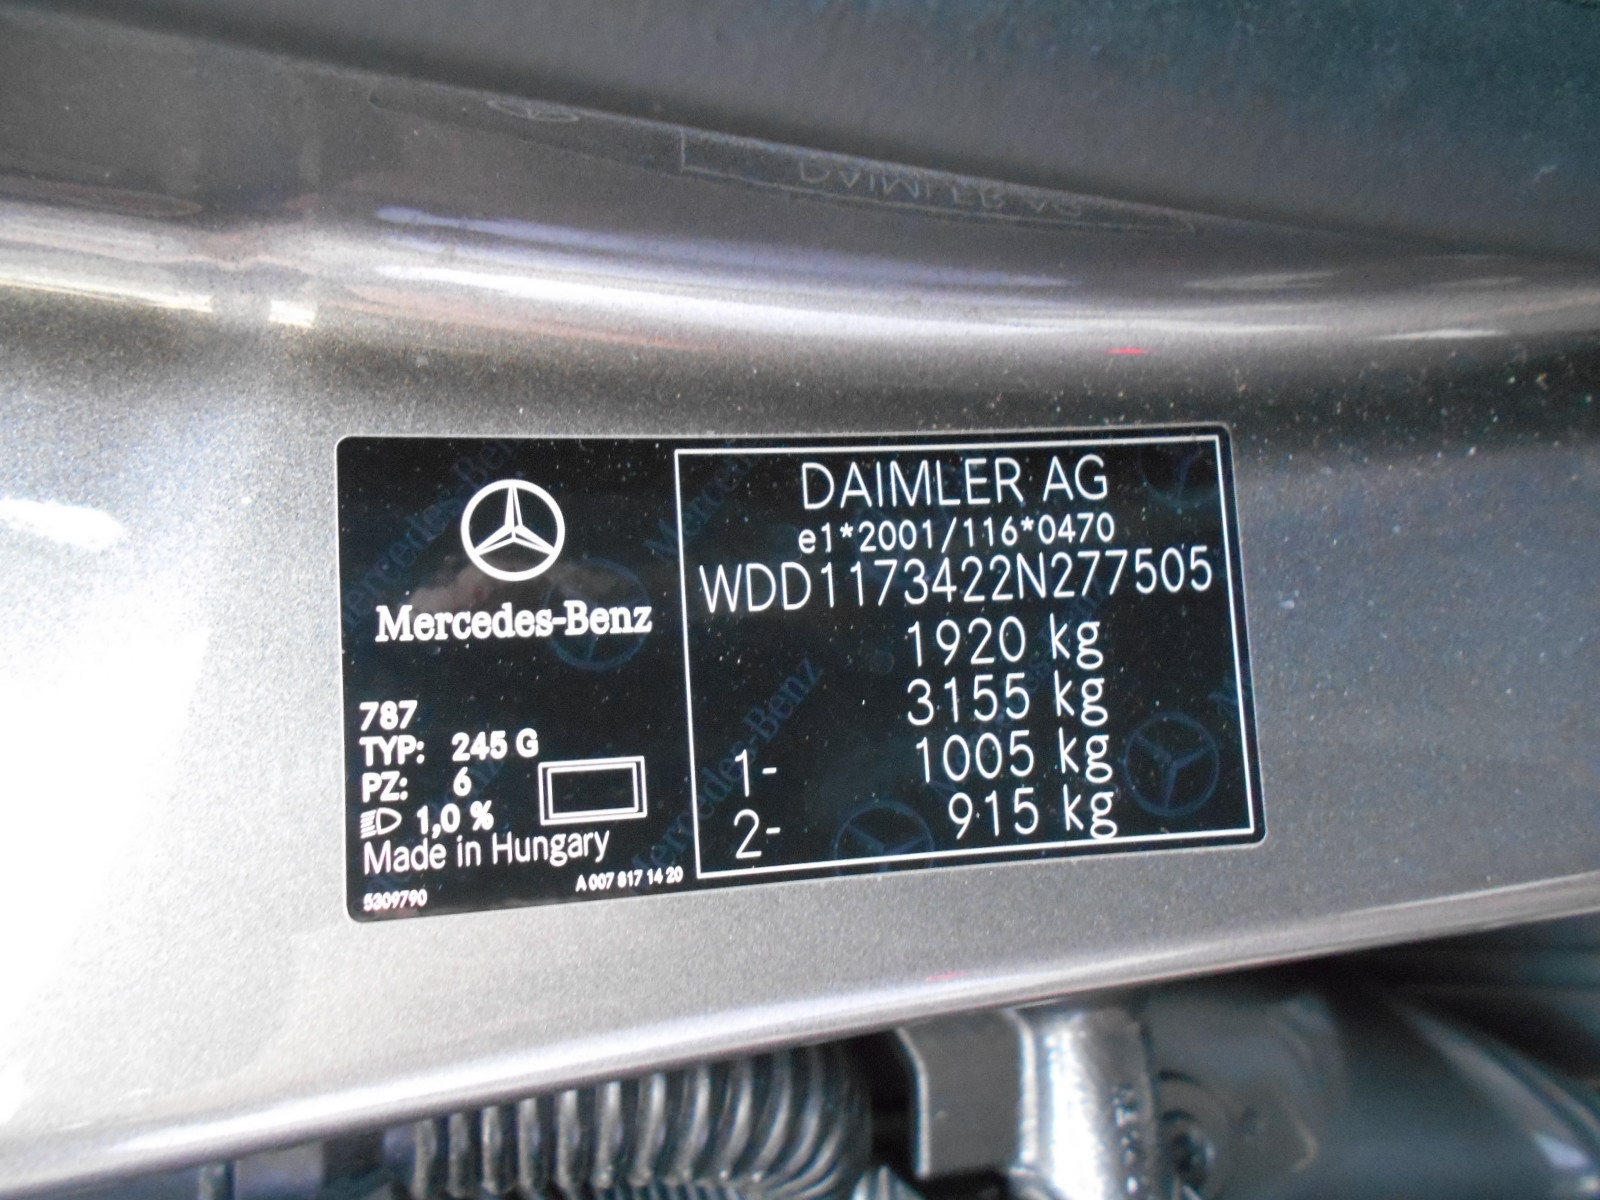 Mercedes-Benz
787
TYP: 245 G
PZ: 6
1,0 %
Made in Hungary
5309790
A 007 817 14 20
DAIMLER AG
e1*2001/116*0470
WDD1173422N277505
1920 kg
3155 kg
1- 1005 kg
2- 915 kg